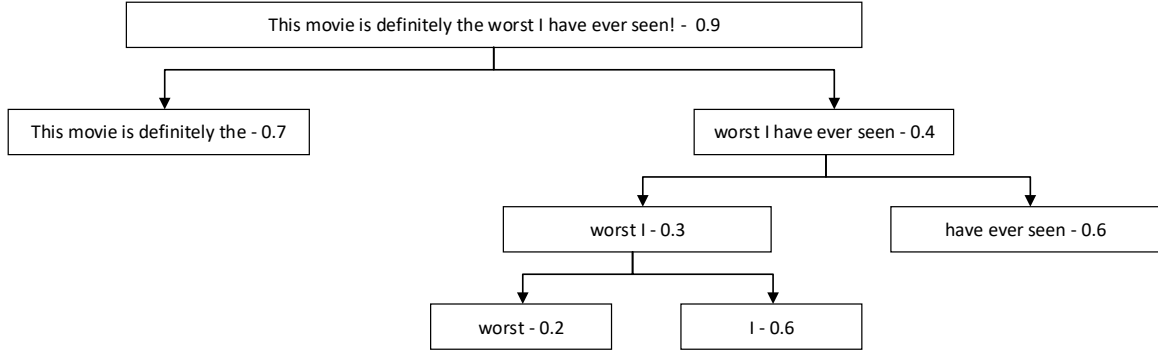 This movie is definitely the worst I have ever seen! - 0.9
This movie is definitely the - 0.7
worst I have ever seen - 0.4
worst I - 0.3
have ever seen - 0.6
worst - 0.2
I - 0.6